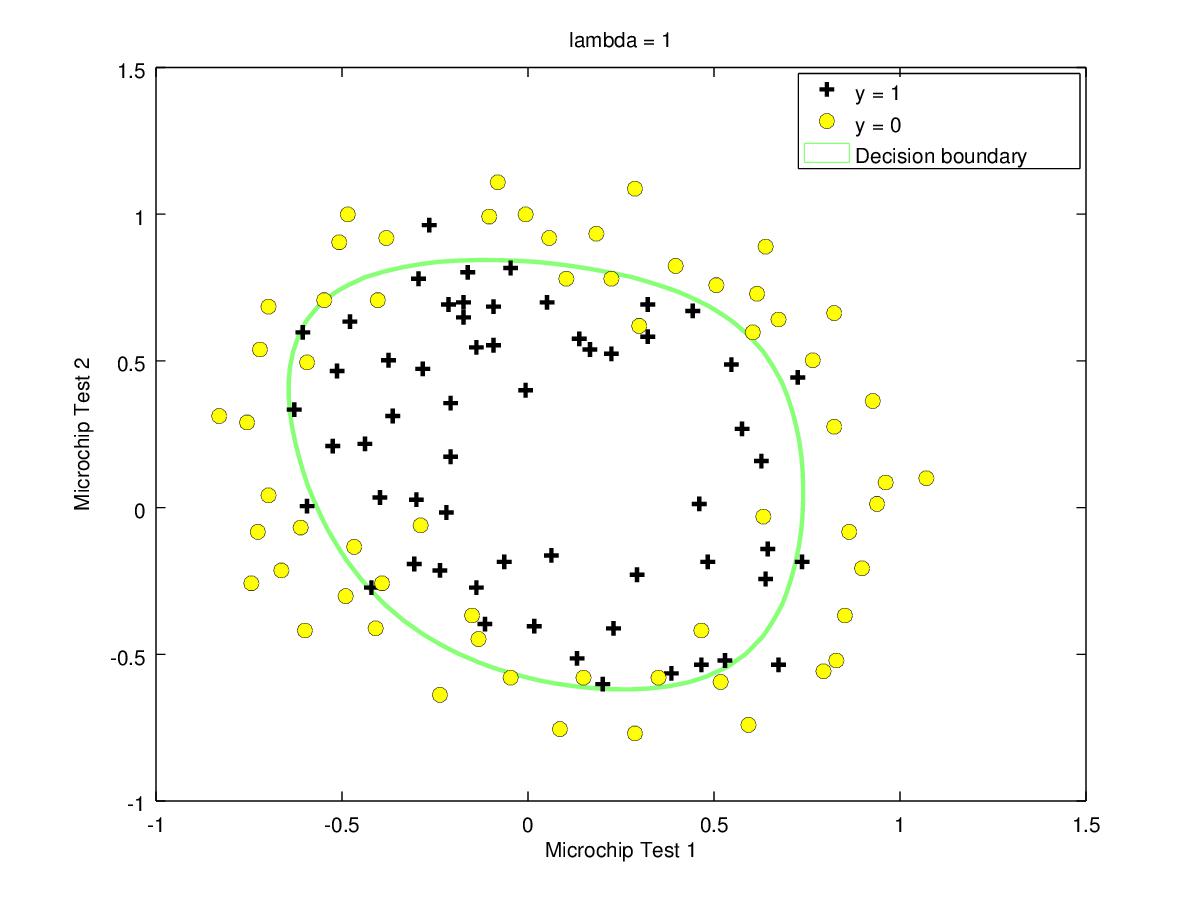 lambda = 1
1.5
y = 1
y = 0
Decision boundary
1
0.5
Microchip Test 2
0
-0.5
-1
-1 -0.5 0 0.5 1 1.5
Microchip Test 1